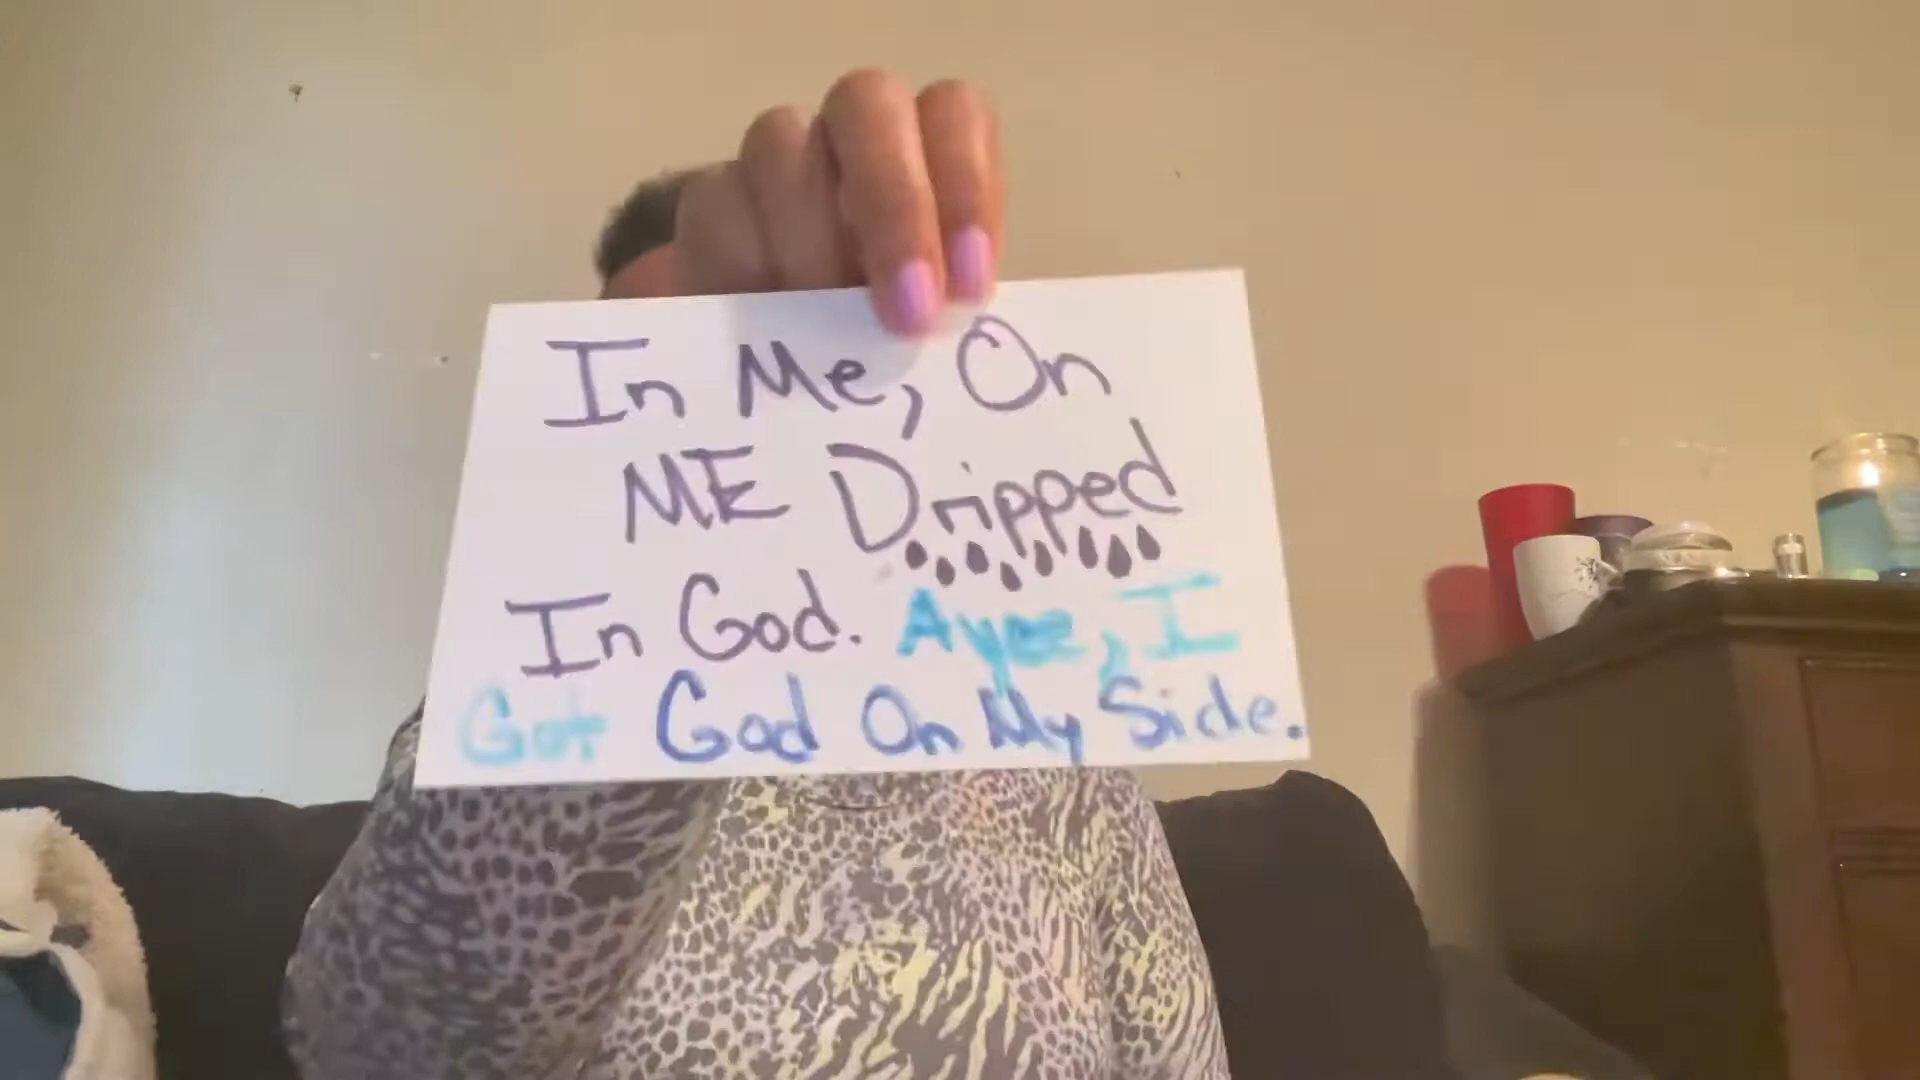 In Me, On
ME Dripped
In God. Ayee, I
Got God On My Side.